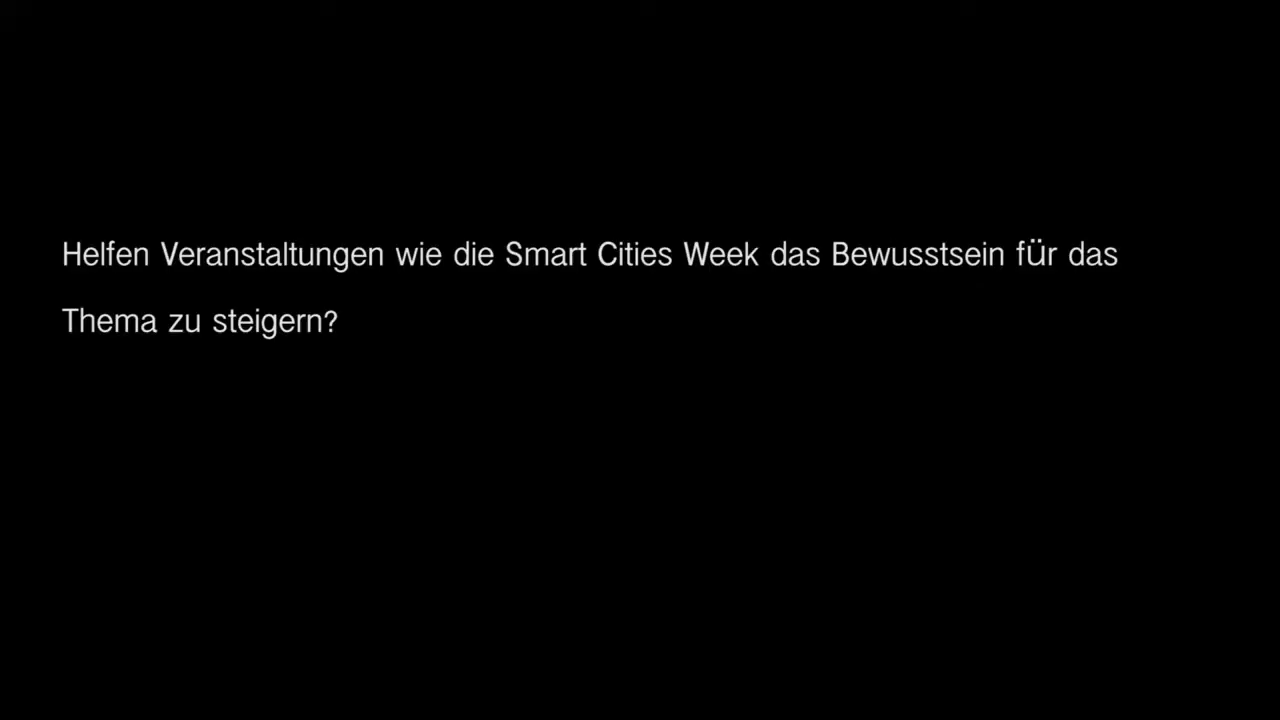 Helfen Veranstaltungen wie die Smart Cities Week das Bewusstsein für das
Thema zu steigern?